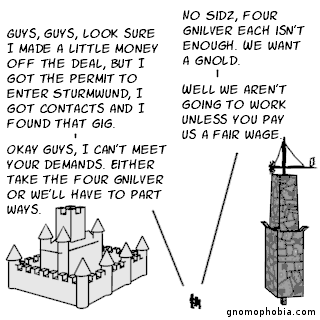 GUYS, GUYS, LOOK SURE
I MADE A LITTLE MONEY
OFF THE DEAL, BUT I
GOT THE PERMIT TO
ENTER STURMWUND, I
GOT CONTACTS AND I
FOUND THAT GIG.
NO SIDZ, FOUR
GNILVER EACH ISN'T
ENOUGH. WE WANT
A GNOLD.
OKAY GUYS, I CAN'T MEET
YOUR DEMANDS. EITHER
TAKE THE FOUR GNILVER
OR WE'LL HAVE TO PART
WAYS.
WELL WE AREN'T
GOING TO WORK
UNLESS YOU PAY
US A FAIR WAGE.
gnomophobia.com